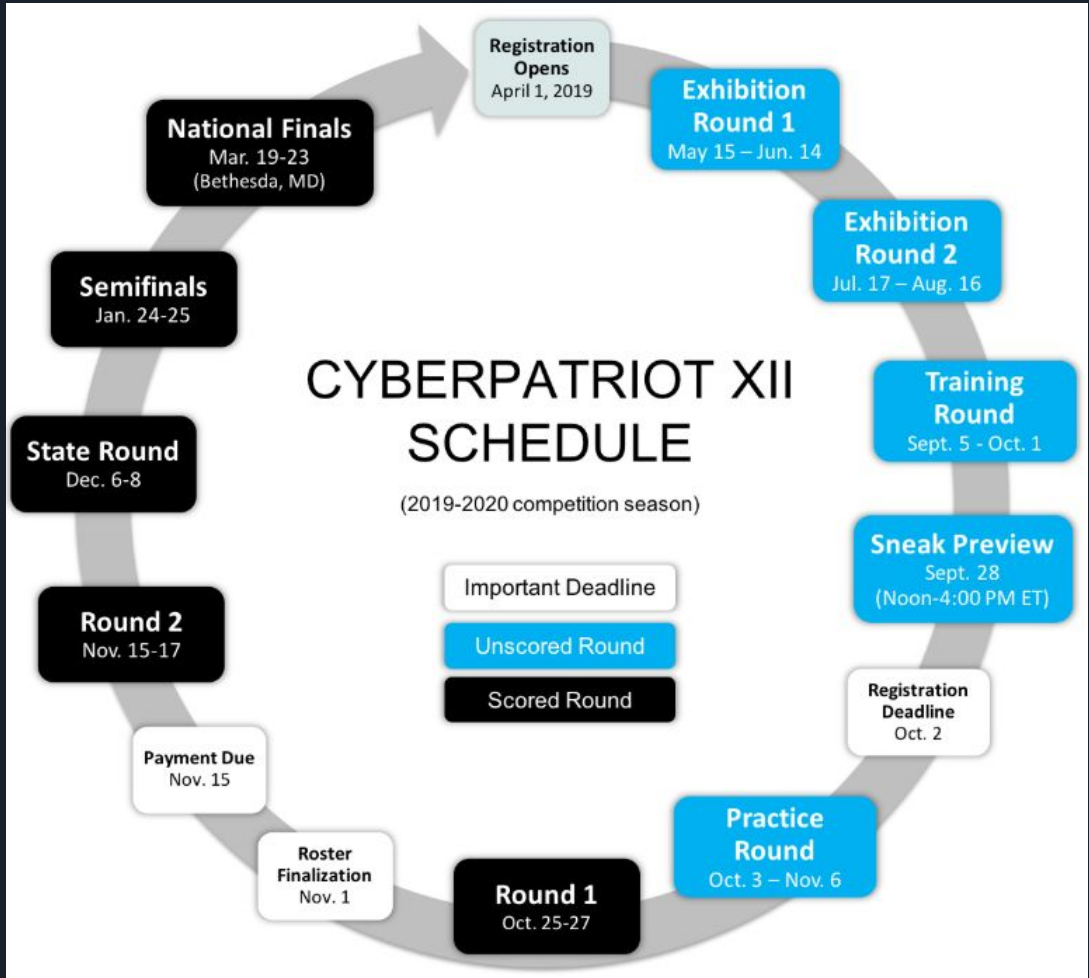 Registration
Opens
April 1, 2019
Exhibition
Round 1
May 15 – Jun. 14
Exhibition
Round 2
Jul. 17 – Aug. 16
Training
Round
Sept. 5 - Oct. 1
Sneak Preview
Sept. 28
(Noon-4:00 PM ET)
Registration
Deadline
Oct. 2
Practice
Round
Oct. 3 – Nov. 6
Round 1
Oct. 25-27
Roster
Finalization
Nov. 1
Payment Due
Nov. 15
Round 2
Nov. 15-17
State Round
Dec. 6-8
Semifinals
Jan. 24-25
National Finals
Mar. 19-23
(Bethesda, MD)
CYBERPATRIOT XII
SCHEDULE
(2019-2020 competition season)
Important Deadline
Unscored Round
Scored Round